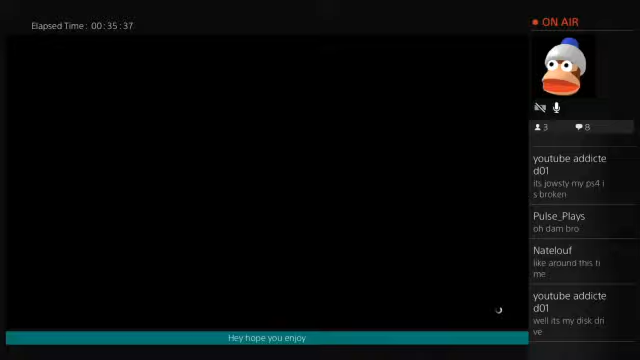 Elapsed Time : 00 : 35 : 37
ON AIR
3
8
youtube addicte
d01
its jowsty my ps4 i
s broken
Pulse_Plays
oh dam bro
Natelouf
like around this ti
me
youtube addicte
d01
well its my disk dri
ve
Hey hope you enjoy